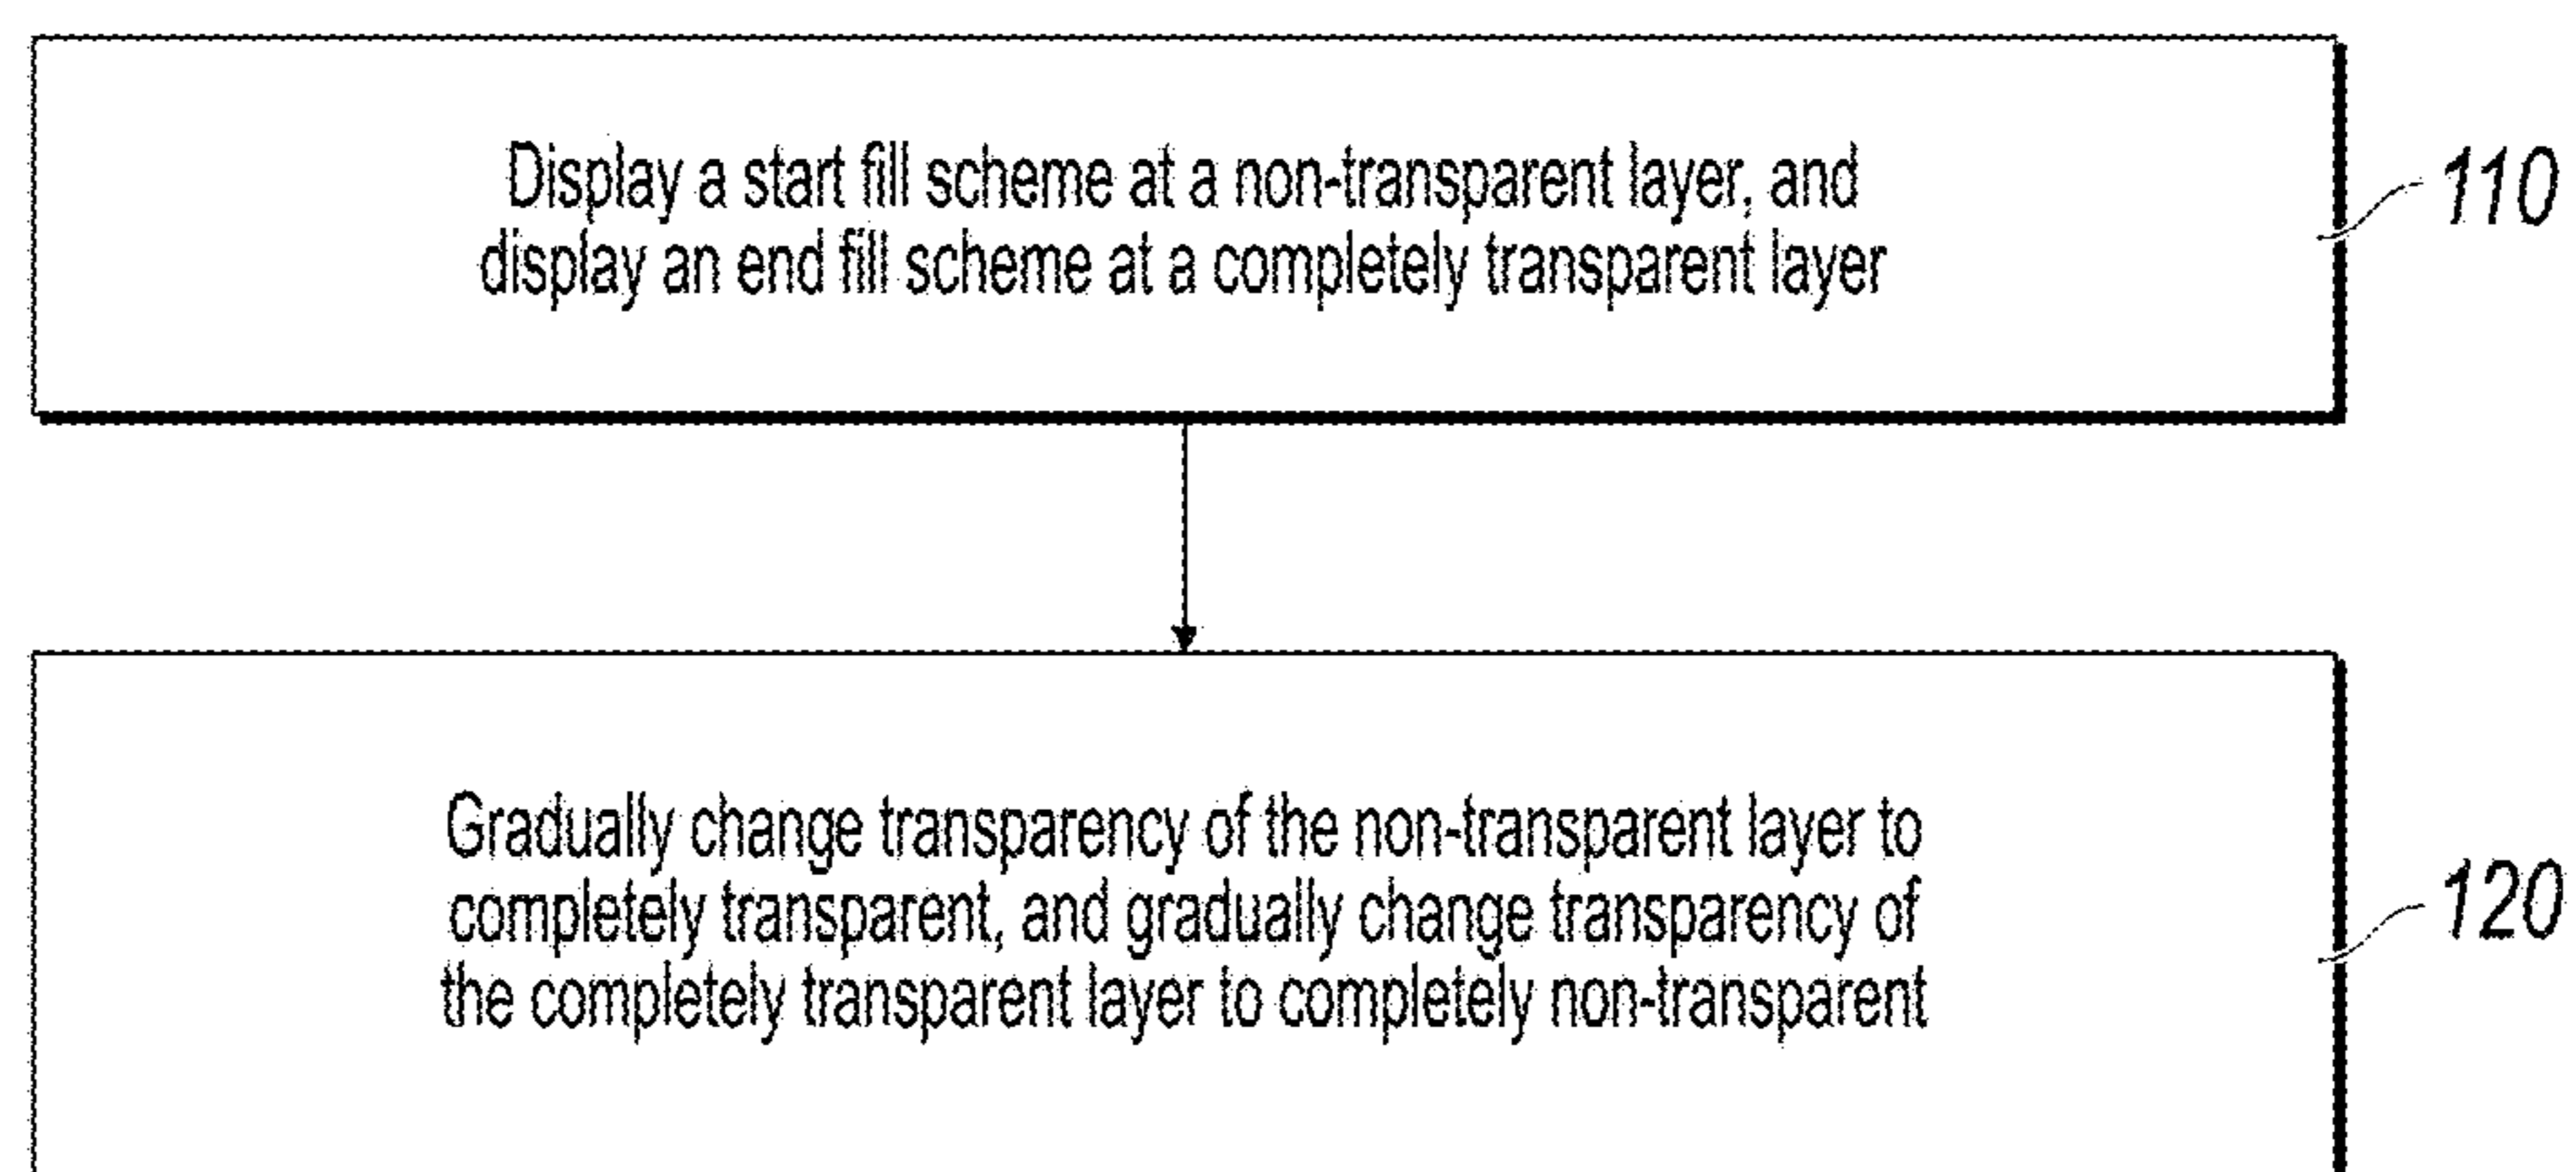 Display a start fill scheme at a non-transparent layer, and
display an end fill scheme at a completely transparent layer
110
Gradually change transparency of the non-transparent layer to
completely transparent, and gradually change transparency of
the completely transparent layer to completely non-transparent
120